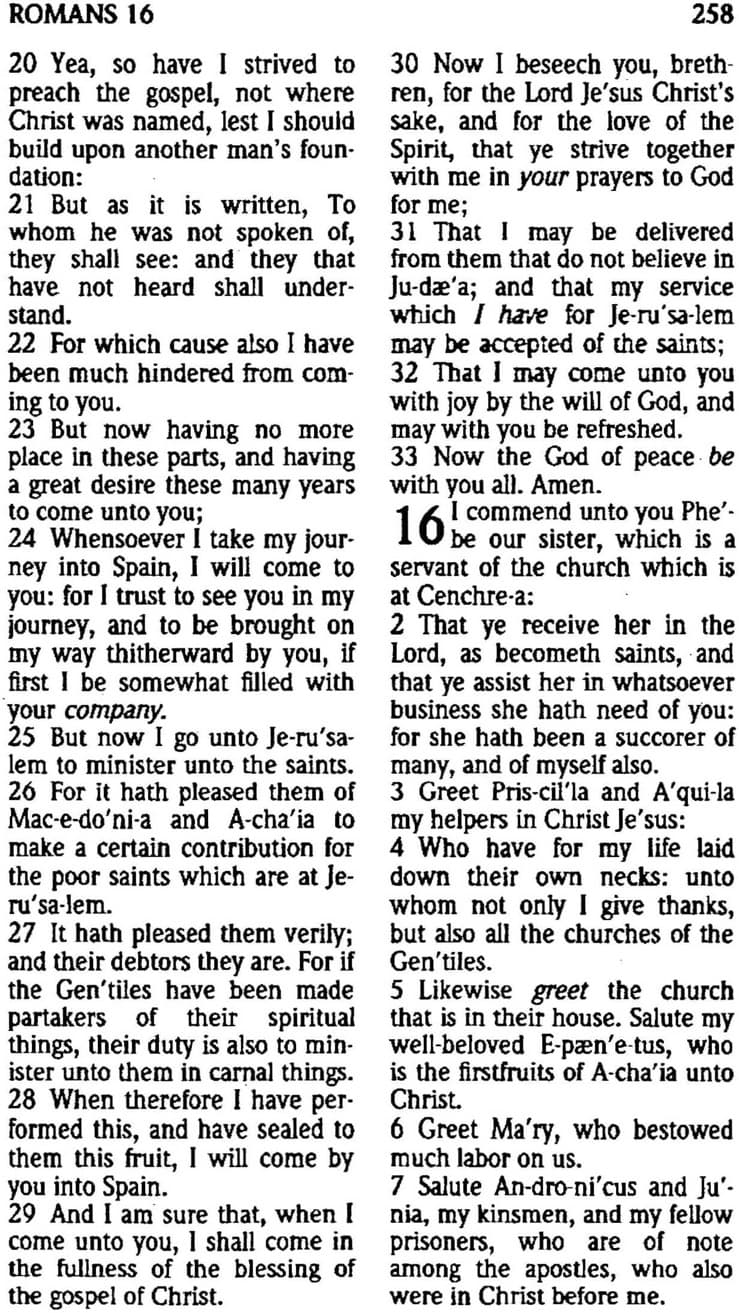 ROMANS 16
258
20 Yea, so have I strived to
preach the gospel, not where
Christ was named, lest I should
build upon another man's foun-
dation:
21 But as it is written, To
whom he was not spoken of,
they shall see: and they that
have not heard shall under-
stand.
22 For which cause also I have
been much hindered from com-
ing to you.
23 But now having no more
place in these parts, and having
a great desire these many years
to come unto you;
24 Whensoever I take my jour-
ney into Spain, I will come to
you: for I trust to see you in my
journey, and to be brought on
my way thitherward by you, if
first I be somewhat filled with
your company.
25 But now I go unto Je-ru'sa-
lem to minister unto the saints.
26 For it hath pleased them of
Mac-e-do'ni-a and A-cha'ia to
make a certain contribution for
the poor saints which are at Je-
ru'sa-lem.
27 It hath pleased them verily;
and their debtors they are. For if
the Gen'tiles have been made
partakers of their spiritual
things, their duty is also to min-
ister unto them in carnal things.
28 When therefore I have per-
formed this, and have sealed to
them this fruit, I will come by
you into Spain.
29 And I am sure that, when I
come unto you, I shall come in
the fullness of the blessing of
the gospel of Christ.
30 Now I beseech you, breth-
ren, for the Lord Je'sus Christ's
sake, and for the love of the
Spirit, that ye strive together
with me in your prayers to God
for me;
31 That I may be delivered
from them that do not believe in
Ju-dæ'a; and that my service
which I have for Je-ru'sa-lem
may be accepted of the saints;
32 That I may come unto you
with joy by the will of God, and
may with you be refreshed.
33 Now the God of peace be
with you all. Amen.
16 I commend unto you Phe'-
be our sister, which is a
servant of the church which is
at Cenchre-a:
2 That ye receive her in the
Lord, as becometh saints, and
that ye assist her in whatsoever
business she hath need of you:
for she hath been a succorer of
many, and of myself also.
3 Greet Pris-cil'la and A'qui-la
my helpers in Christ Je'sus:
4 Who have for my life laid
down their own necks: unto
whom not only I give thanks,
but also all the churches of the
Gen'tiles.
5 Likewise greet the church
that is in their house. Salute my
well-beloved E-pæn'e-tus, who
is the firstfruits of A-cha'ia unto
Christ.
6 Greet Ma'ry, who bestowed
much labor on us.
7 Salute An-dro-ni'cus and Ju'-
nia, my kinsmen, and my fellow
prisoners, who are of note
among the apostles, who also
were in Christ before me.